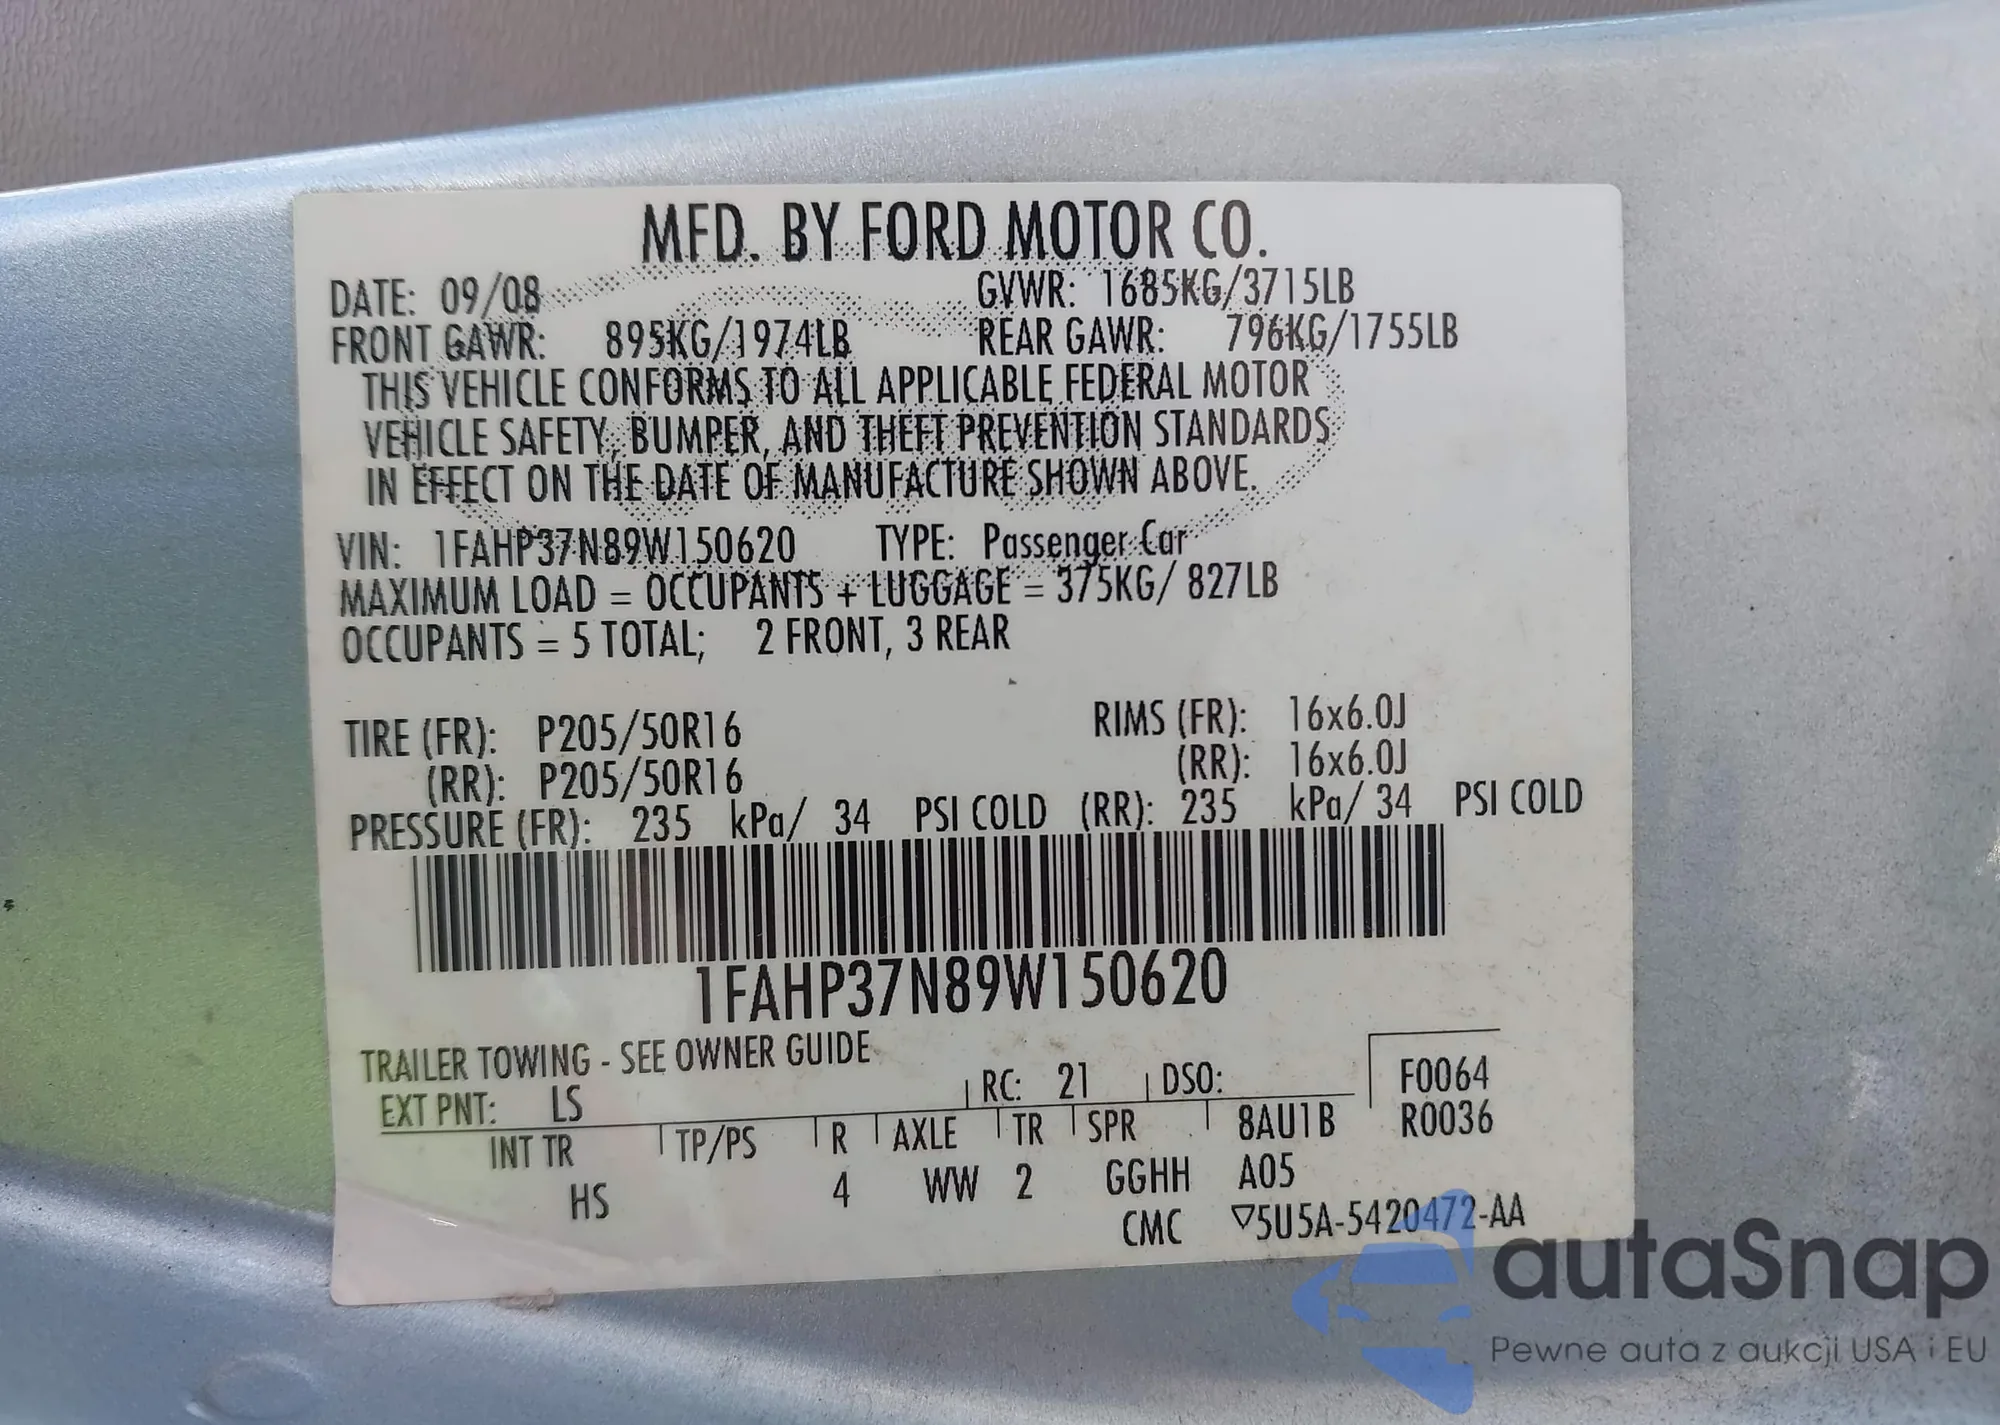 MFD. BY FORD MOTOR CO.
DATE: 09/08 GVWR: 1685KG/3715LB
FRONT GAWR: 895KG/1974LB REAR GAWR: 796KG/1755LB
THIS VEHICLE CONFORMS TO ALL APPLICABLE FEDERAL MOTOR
VEHICLE SAFETY, BUMPER, AND THEFT PREVENTION STANDARDS
IN EFFECT ON THE DATE OF MANUFACTURE SHOWN ABOVE.
VIN: 1FAHP37N89W150620 TYPE: Passenger Car
MAXIMUM LOAD = OCCUPANTS + LUGGAGE = 375KG/ 827LB
OCCUPANTS = 5 TOTAL; 2 FRONT, 3 REAR
TIRE (FR): P205/50R16 RIMS (FR): 16x6.0J
(RR): P205/50R16 (RR): 16x6.0J
PRESSURE (FR): 235 kPa/ 34 PSI COLD (RR): 235 kPa/ 34 PSI COLD
1FAHP37N89W150620
TRAILER TOWING - SEE OWNER GUIDE
EXT PNT: LS RC: 21 DSO: F0064
INT TR TP/PS R AXLE TR SPR 8AU1B R0036
HS 4 WW 2 GGHH A05
CMC ▽5U5A-5420472-AA
autaSnap
Pewne auta z aukcji USA i EU